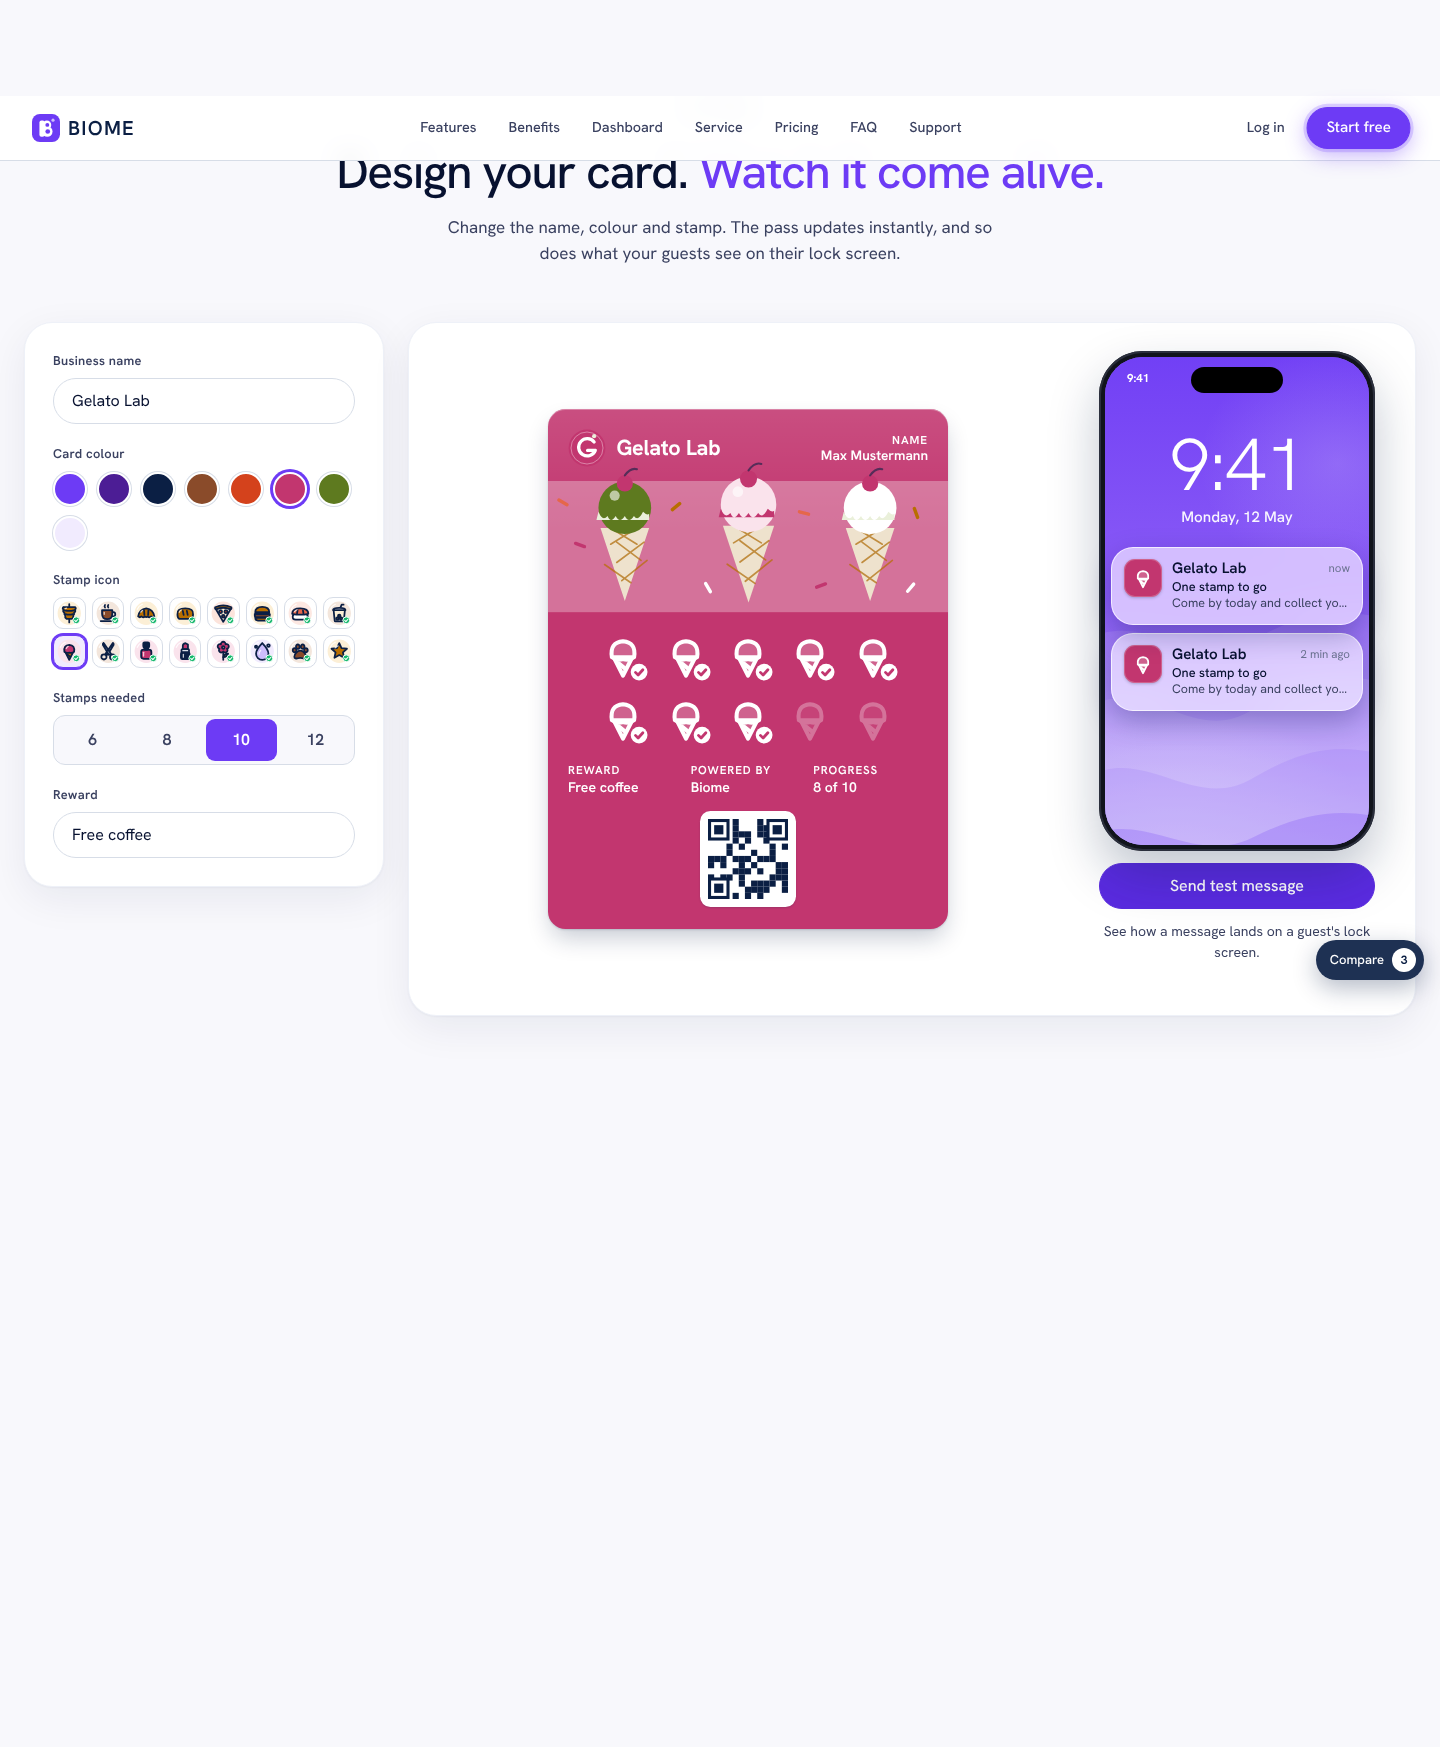 BIOME
Features
Benefits
Dashboard
Service
Pricing
FAQ
Support
Log in
Start free
Design your card. Watch it come alive.
Change the name, colour and stamp. The pass updates instantly, and so
does what your guests see on their lock screen.
Business name
Gelato Lab
Card colour
Stamp icon
Stamps needed
6
8
10
12
Reward
Free coffee
G
Gelato Lab
NAME
Max Mustermann
REWARD
Free coffee
POWERED BY
Biome
PROGRESS
8 of 10
9:41
9:41
Monday, 12 May
Gelato Lab
now
One stamp to go
Come by today and collect yo...
Gelato Lab
2 min ago
One stamp to go
Come by today and collect yo...
Send test message
See how a message lands on a guest's lock
screen.
Compare 3